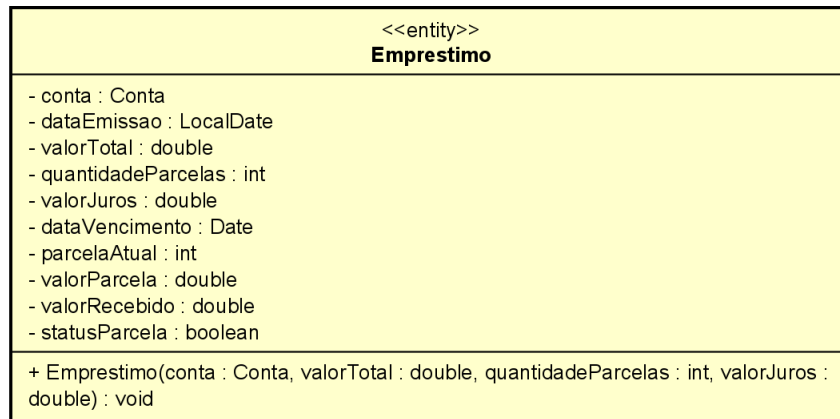 <<entity>>
Emprestimo
- conta : Conta
- dataEmissao : LocalDate
- valorTotal : double
- quantidadeParcelas : int
- valorJuros : double
- dataVencimento : Date
- parcelaAtual : int
- valorParcela : double
- valorRecebido : double
- statusParcela : boolean
+ Emprestimo(conta : Conta, valorTotal : double, quantidadeParcelas : int, valorJuros :
double) : void